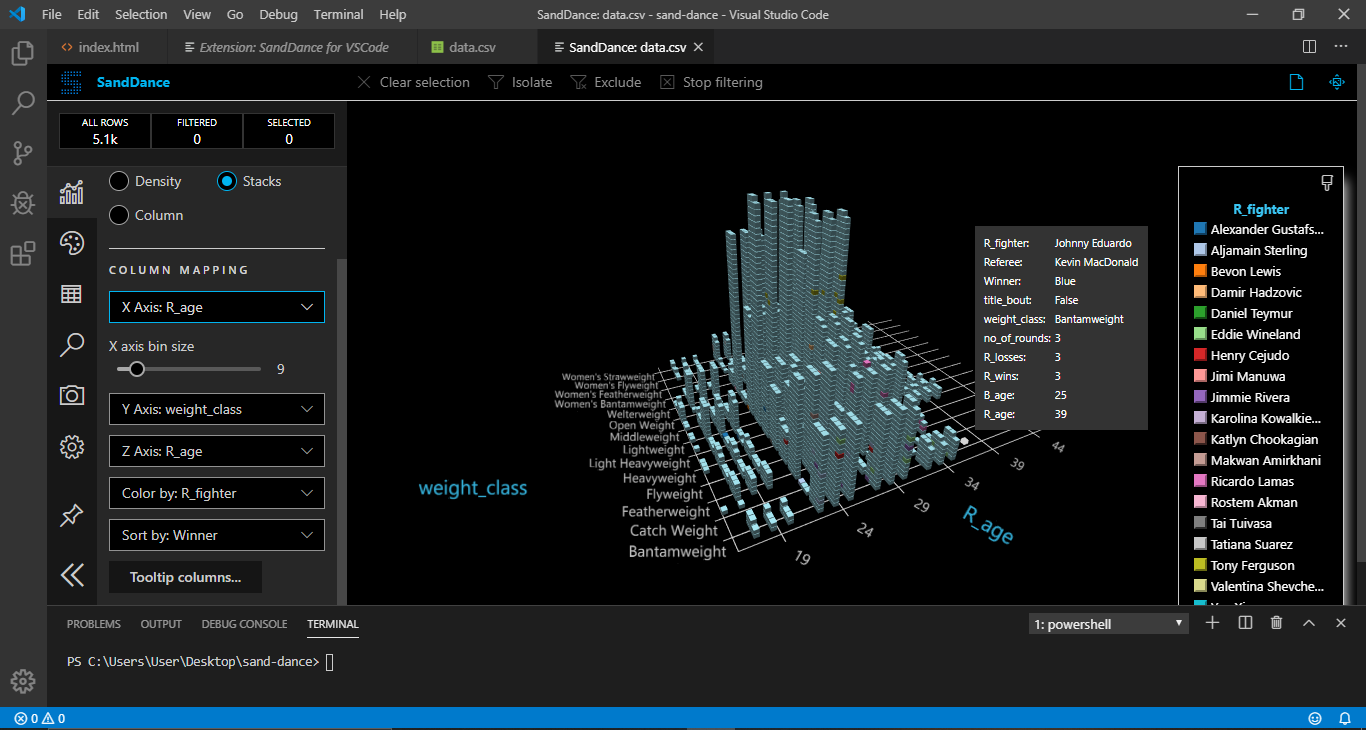 File Edit Selection View Go Debug Terminal Help
SandDance: data.csv - sand-dance - Visual Studio Code
index.html
Extension: SandDance for VSCode
data.csv
SandDance: data.csv
SandDance
Clear selection
Isolate
Exclude
Stop filtering
ALL ROWS
5.1k
FILTERED
0
SELECTED
0
Density
Stacks
Column
COLUMN MAPPING
X Axis: R_age
X axis bin size
9
Y Axis: weight_class
Z Axis: R_age
Color by: R_fighter
Sort by: Winner
Tooltip columns...
weight_class
Women's Strawweight
Women's Flyweight
Women's Featherweight
Women's Bantamweight
Welterweight
Open Weight
Middleweight
Lightweight
Light Heavyweight
Heavyweight
Flyweight
Featherweight
Catch Weight
Bantamweight
19
24
29
34
39
44
R_age
R_fighter: Johnny Eduardo
Referee: Kevin MacDonald
Winner: Blue
title_bout: False
weight_class: Bantamweight
no_of_rounds: 3
R_losses: 3
R_wins: 3
B_age: 25
R_age: 39
R_fighter
Alexander Gustafs...
Aljamain Sterling
Bevon Lewis
Damir Hadzovic
Daniel Teymur
Eddie Wineland
Henry Cejudo
Jimi Manuwa
Jimmie Rivera
Karolina Kowalkie...
Katlyn Chookagian
Makwan Amirkhani
Ricardo Lamas
Rostem Akman
Tai Tuivasa
Tatiana Suarez
Tony Ferguson
Valentina Shevche...
PROBLEMS
OUTPUT
DEBUG CONSOLE
TERMINAL
1: powershell
PS C:\Users\User\Desktop\sand-dance>
0
0